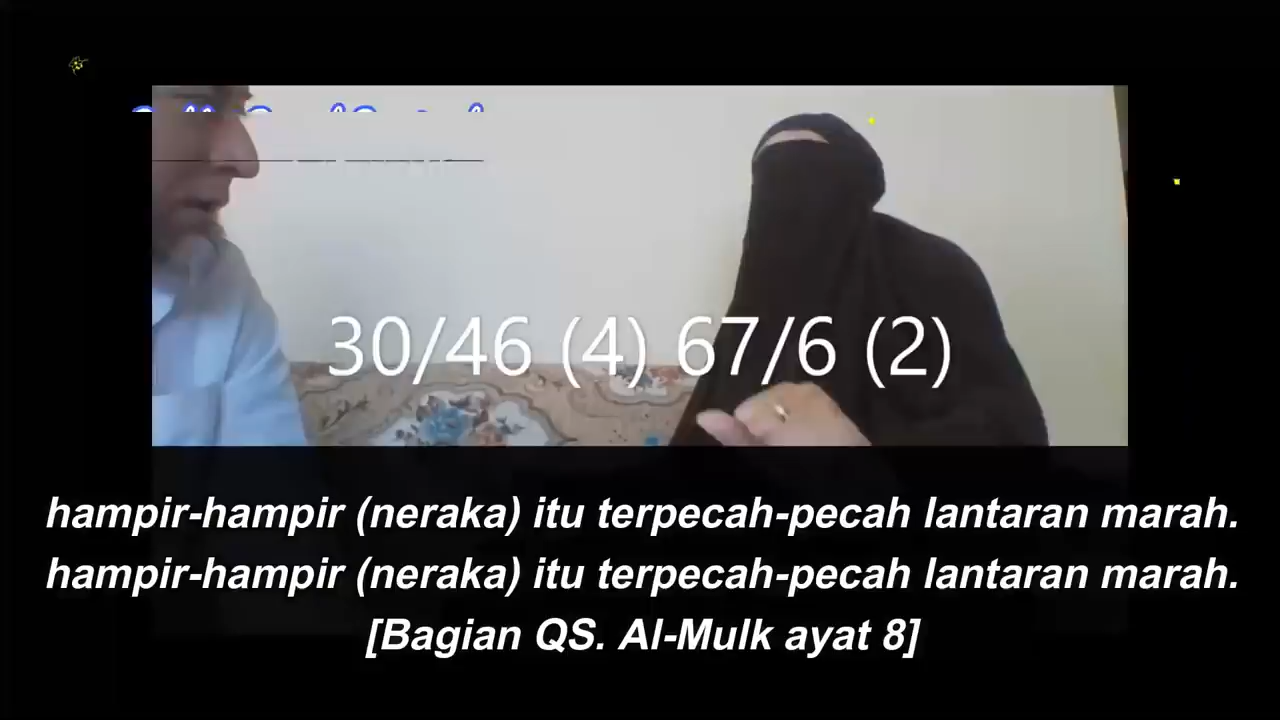 30/46 (4) 67/6 (2)
hampir-hampir (neraka) itu terpecah-pecah lantaran marah.
hampir-hampir (neraka) itu terpecah-pecah lantaran marah.
[Bagian QS. Al-Mulk ayat 8]